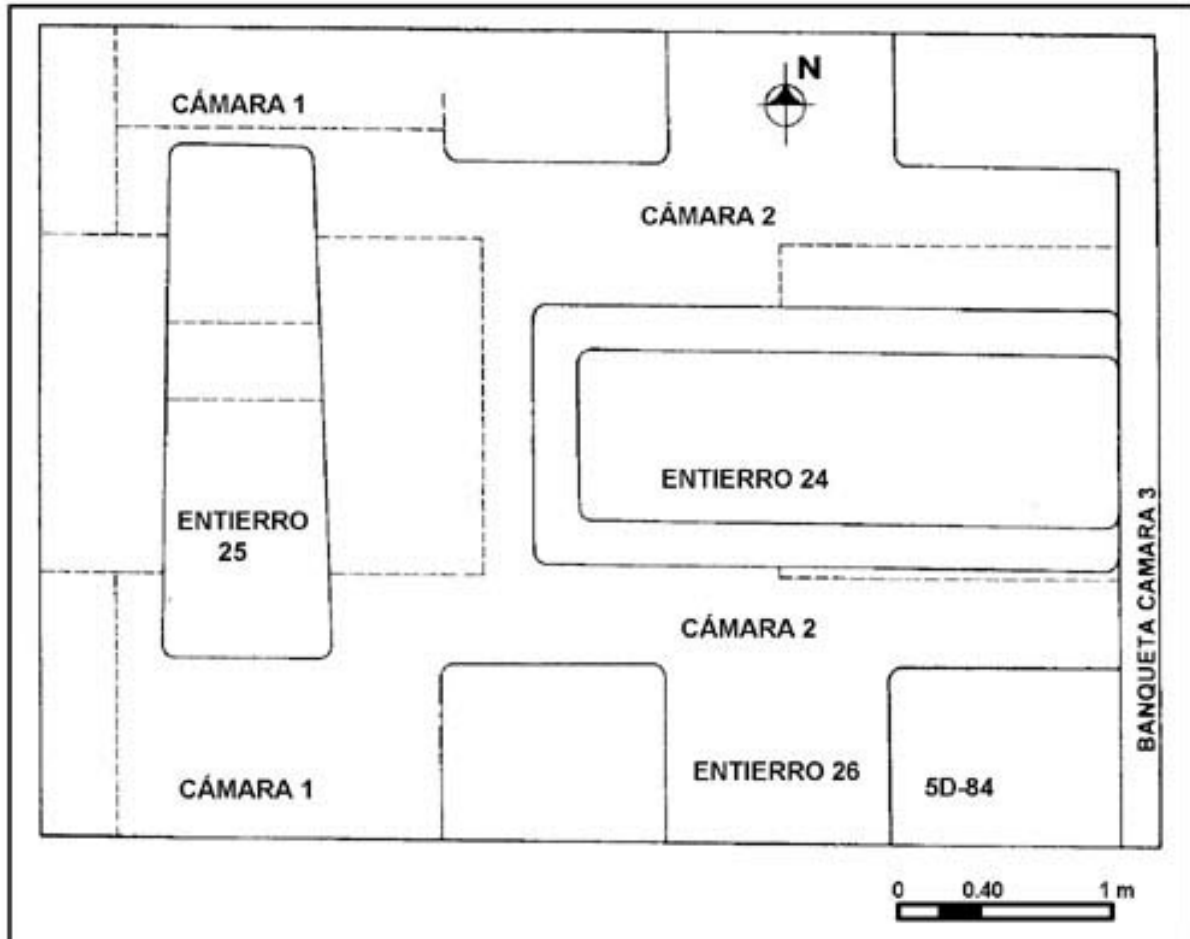 N
CÁMARA 1
CÁMARA 2
ENTIERRO 24
ENTIERRO
25
CÁMARA 2
BANQUETA CAMARA 3
ENTIERRO 26
5D-84
CÁMARA 1
0 0.40 1 m